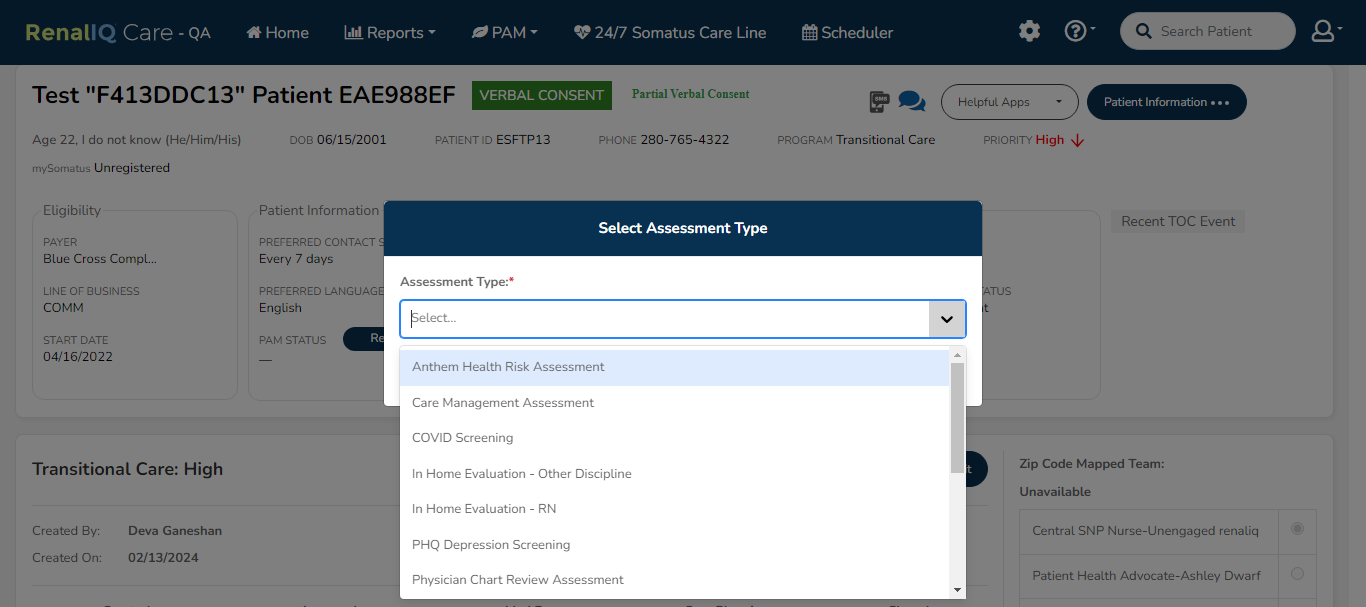 RenalIQ Care - QA Home Reports PAM 24/7 Somatus Care Line Scheduler Search Patient
Test "F413DDC13" Patient EAE988EF VERBAL CONSENT Partial Verbal Consent SMS Helpful Apps Patient Information •••
Age 22, I do not know (He/Him/His) DOB 06/15/2001 PATIENT ID ESFTP13 PHONE 280-765-4322 PROGRAM Transitional Care PRIORITY High
mySomatus Unregistered
Eligibility
PAYER
Blue Cross Compl...
LINE OF BUSINESS
COMM
START DATE
04/16/2022
Patient Information
PREFERRED CONTACT S
Every 7 days
PREFERRED LANGUAGE
English
PAM STATUS Re
—
Recent TOC Event
Select Assessment Type
Assessment Type:*
Select...
Anthem Health Risk Assessment
Care Management Assessment
COVID Screening
In Home Evaluation - Other Discipline
In Home Evaluation - RN
PHQ Depression Screening
Physician Chart Review Assessment
Transitional Care: High
Created By: Deva Ganeshan
Created On: 02/13/2024
Zip Code Mapped Team:
Unavailable
Central SNP Nurse-Unengaged renaliq
Patient Health Advocate-Ashley Dwarf